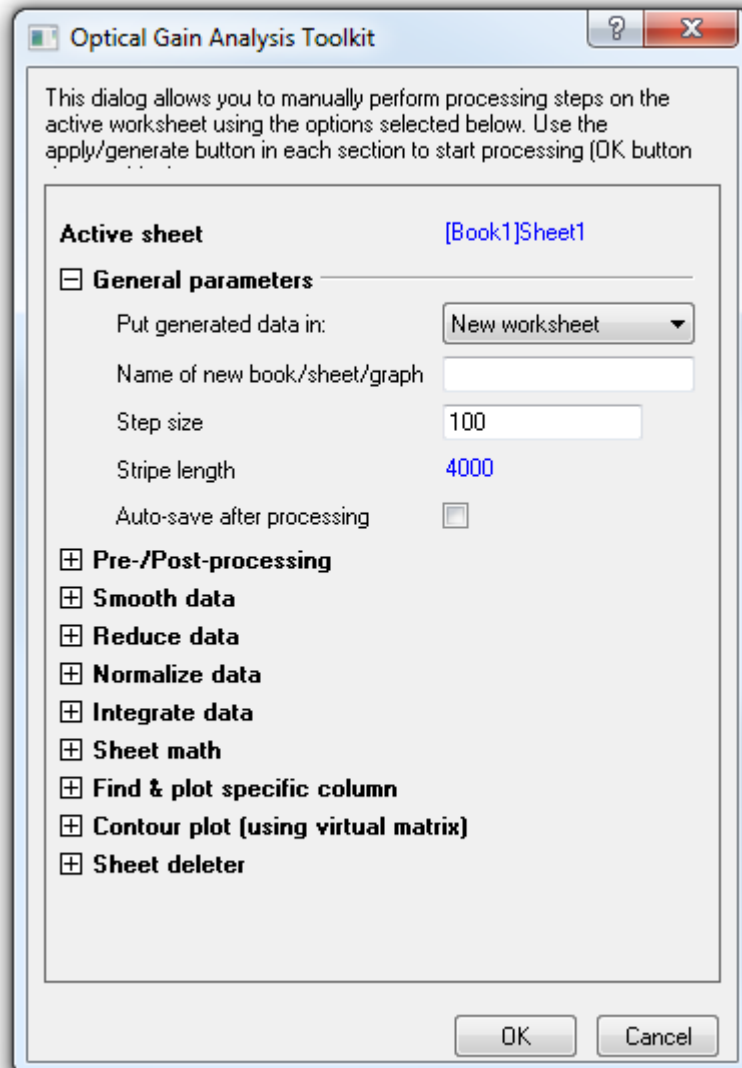 Optical Gain Analysis Toolkit
This dialog allows you to manually perform processing steps on the
active worksheet using the options selected below. Use the
apply/generate button in each section to start processing (OK button
Active sheet [Book1]Sheet1
General parameters
Put generated data in: New worksheet
Name of new book/sheet/graph
Step size 100
Stripe length 4000
Auto-save after processing
Pre-/Post-processing
Smooth data
Reduce data
Normalize data
Integrate data
Sheet math
Find & plot specific column
Contour plot (using virtual matrix)
Sheet deleter
OK Cancel